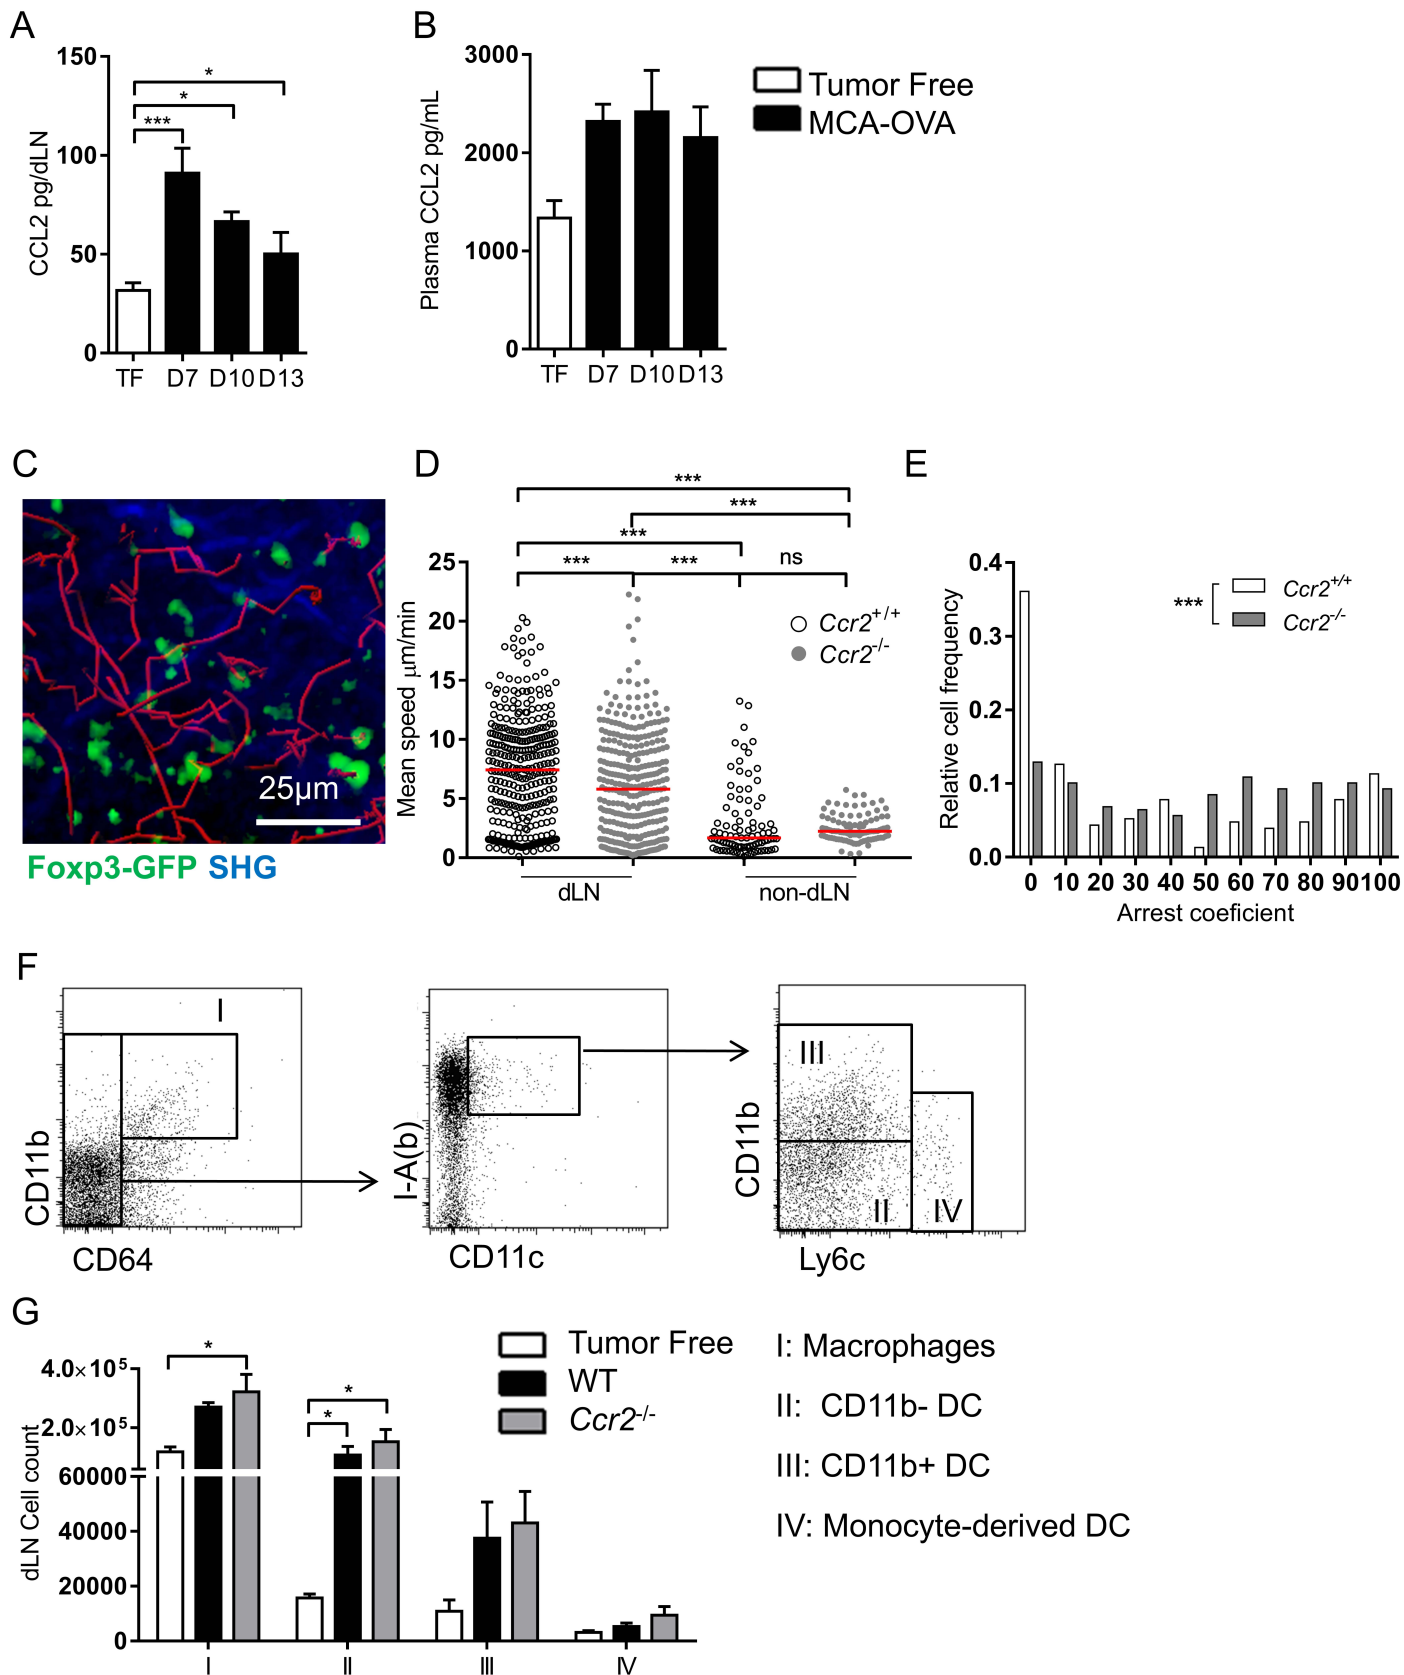 A
150
100
50
0
CCL2 pg/dLN
*
*
***
TF D7 D10 D13
B
3000
2000
1000
0
Plasma CCL2 pg/mL
TF D7 D10 D13
Tumor Free
MCA-OVA
C
25μm
Foxp3-GFP SHG
D
***
***
***
*** *** ns
25
20
15
10
5
0
Mean speed μm/min
Ccr2+/+
Ccr2-/-
dLN non-dLN
E
0.4
0.3
0.2
0.1
0.0
Relative cell frequency
***
Ccr2+/+
Ccr2-/-
0 10 20 30 40 50 60 70 80 90 100
Arrest coeficient
F
I
CD11b
CD64
I-A(b)
CD11c
III
II
IV
CD11b
Ly6c
G
4.0×10⁵
2.0×10⁵
60000
40000
20000
0
dLN Cell count
*
*
*
I II III IV
Tumor Free
WT
Ccr2-/-
I: Macrophages
II: CD11b- DC
III: CD11b+ DC
IV: Monocyte-derived DC